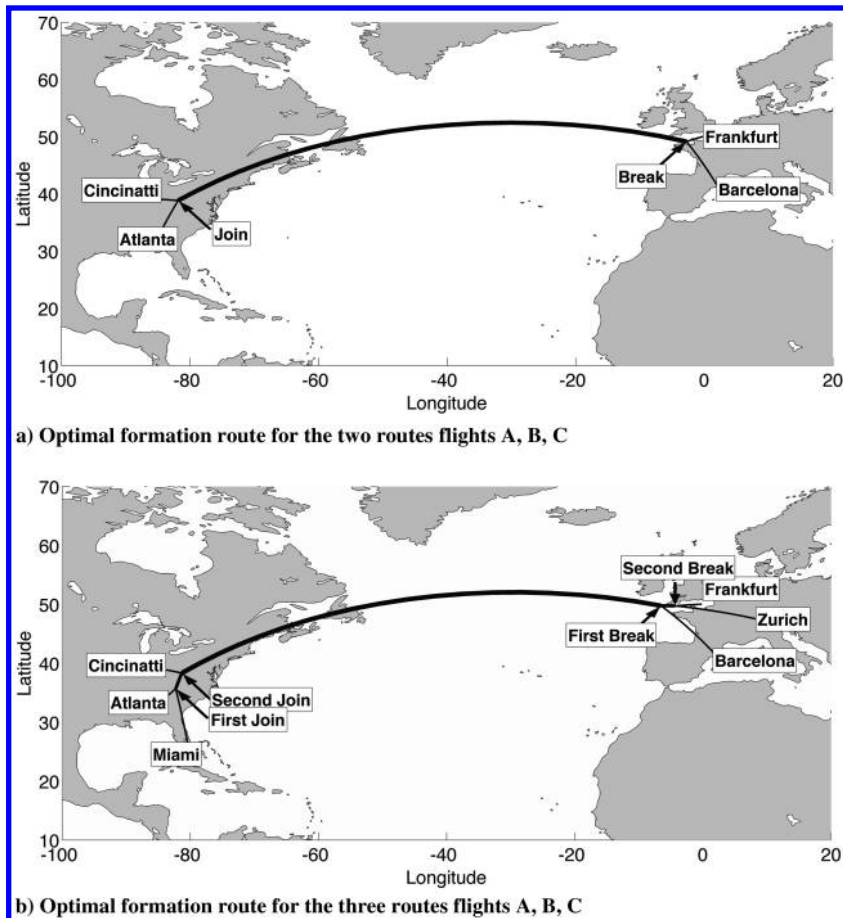 70
60
50
40
30
20
10
Latitude
Cincinatti
Atlanta
Join
Break
Frankfurt
Barcelona
-100 -80 -60 -40 -20 0 20
Longitude
a) Optimal formation route for the two routes flights A, B, C
70
60
50
40
30
20
10
Latitude
Second Break
Frankfurt
Zurich
First Break
Barcelona
Cincinatti
Atlanta
Second Join
First Join
Miami
-100 -80 -60 -40 -20 0 20
Longitude
b) Optimal formation route for the three routes flights A, B, C